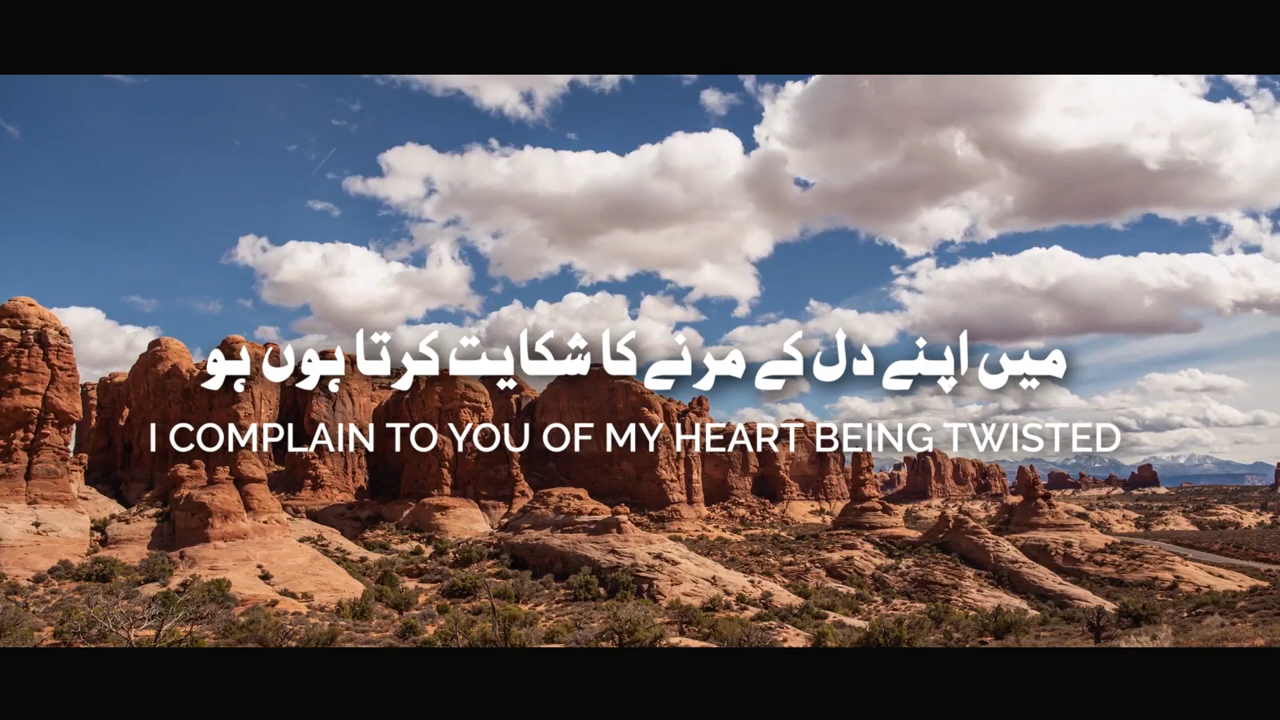 میں اپنے دل کے مرنے کا شکایت کرتا ہوں ہو
I COMPLAIN TO YOU OF MY HEART BEING TWISTED